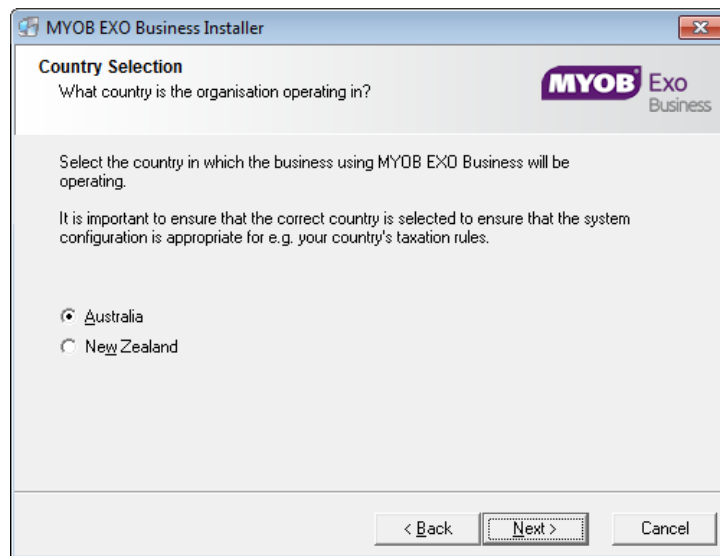 MYOB EXO Business Installer
Country Selection
What country is the organisation operating in?
MYOB Exo
Business
Select the country in which the business using MYOB EXO Business will be
operating.
It is important to ensure that the correct country is selected to ensure that the system
configuration is appropriate for e.g. your country's taxation rules.
Australia
New Zealand
< Back
Next >
Cancel